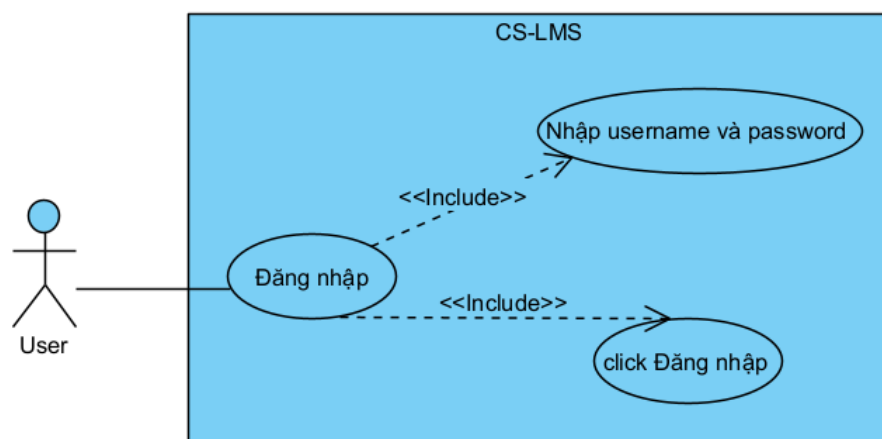 CS-LMS
Nhập username và password
<<Include>>
Đăng nhập
<<Include>>
User
click Đăng nhập